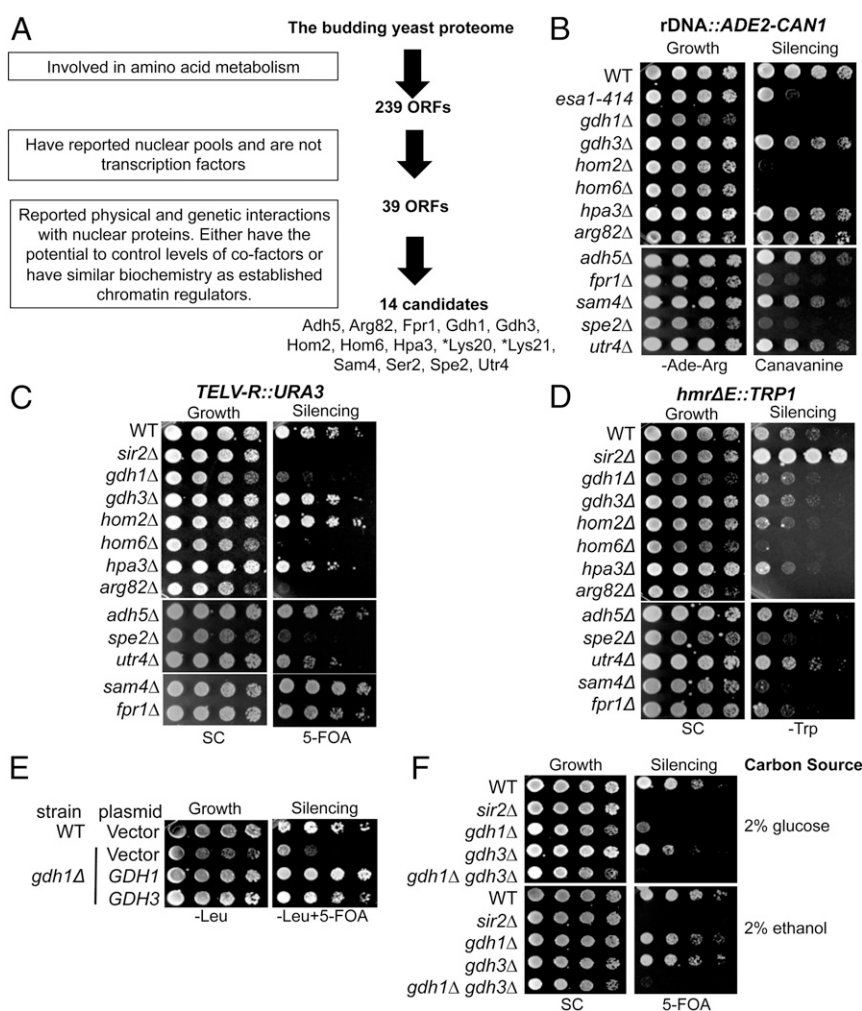 A
The budding yeast proteome
Involved in amino acid metabolism
239 ORFs
Have reported nuclear pools and are not
transcription factors
39 ORFs
Reported physical and genetic interactions
with nuclear proteins. Either have the
potential to control levels of co-factors or
have similar biochemistry as established
chromatin regulators.
14 candidates
Adh5, Arg82, Fpr1, Gdh1, Gdh3,
Hom2, Hom6, Hpa3, *Lys20, *Lys21,
Sam4, Ser2, Spe2, Utr4
B
rDNA::ADE2-CAN1
Growth Silencing
WT
esa1-414
gdh1Δ
gdh3Δ
hom2Δ
hom6Δ
hpa3Δ
arg82Δ
adh5Δ
fpr1Δ
sam4Δ
spe2Δ
utr4Δ
-Ade-Arg Canavanine
C
TELV-R::URA3
Growth Silencing
WT
sir2Δ
gdh1Δ
gdh3Δ
hom2Δ
hom6Δ
hpa3Δ
arg82Δ
adh5Δ
spe2Δ
utr4Δ
sam4Δ
fpr1Δ
SC 5-FOA
D
hmrΔE::TRP1
Growth Silencing
WT
sir2Δ
gdh1Δ
gdh3Δ
hom2Δ
hom6Δ
hpa3Δ
arg82Δ
adh5Δ
spe2Δ
utr4Δ
sam4Δ
fpr1Δ
SC -Trp
E
strain plasmid Growth Silencing
WT Vector
Vector
gdh1Δ GDH1
GDH3
-Leu -Leu+5-FOA
F
Growth Silencing Carbon Source
WT
sir2Δ
gdh1Δ 2% glucose
gdh3Δ
gdh1Δ gdh3Δ
WT
sir2Δ
gdh1Δ 2% ethanol
gdh3Δ
gdh1Δ gdh3Δ
SC 5-FOA